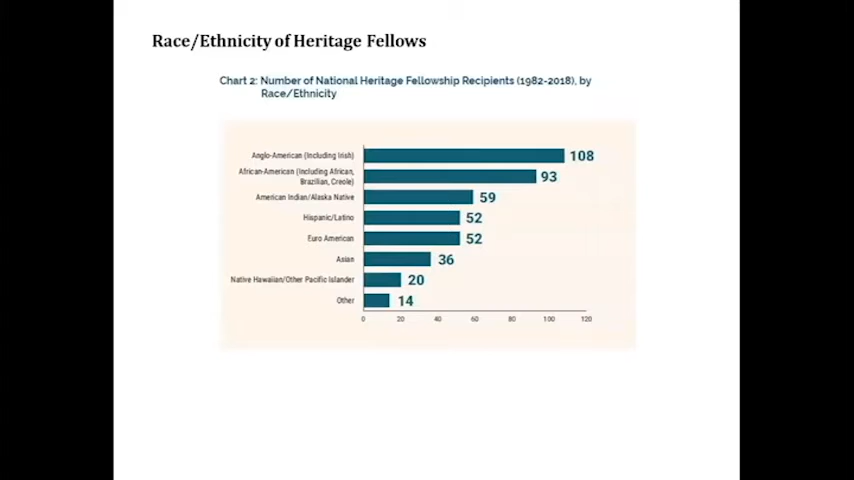 Race/Ethnicity of Heritage Fellows
Chart 2: Number of National Heritage Fellowship Recipients (1982-2018), by
Race/Ethnicity
Anglo-American (Including Irish) 108
African-American (Including African,
Brazilian, Creole) 93
American Indian/Alaska Native 59
Hispanic/Latino 52
Euro American 52
Asian 36
Native Hawaiian/Other Pacific Islander 20
Other 14
0 20 40 60 80 100 120